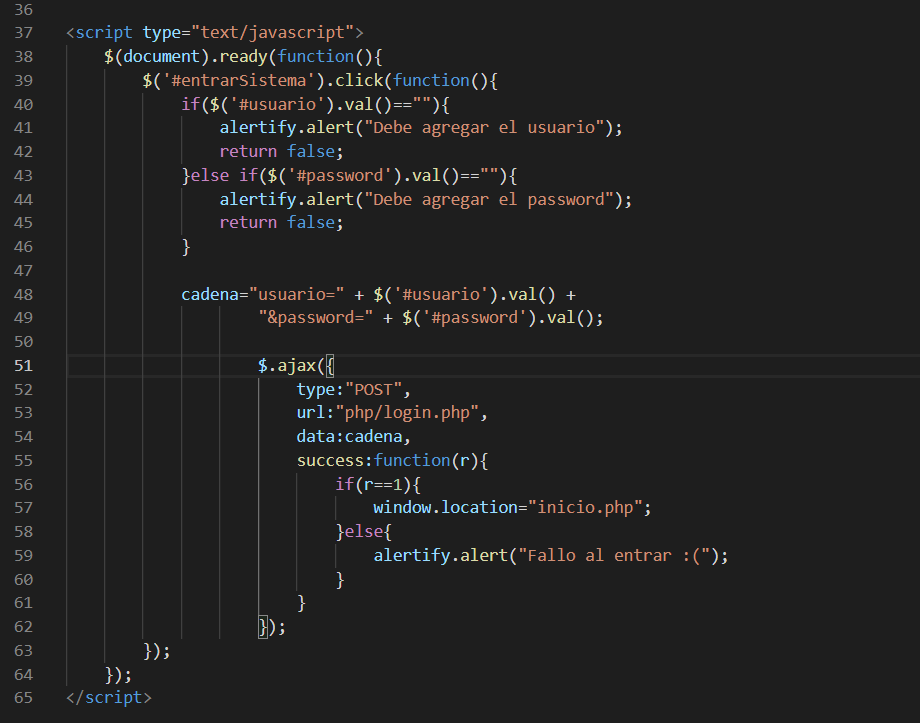 36
37 <script type="text/javascript">
38 $(document).ready(function(){
39 $('#entrarSistema').click(function(){
40 if($('#usuario').val()==""){
41 alertify.alert("Debe agregar el usuario");
42 return false;
43 }else if($('#password').val()==""){
44 alertify.alert("Debe agregar el password");
45 return false;
46 }
47
48 cadena="usuario=" + $('#usuario').val() +
49 "&password=" + $('#password').val();
50
51 $.ajax({
52 type:"POST",
53 url:"php/login.php",
54 data:cadena,
55 success:function(r){
56 if(r==1){
57 window.location="inicio.php";
58 }else{
59 alertify.alert("Fallo al entrar :(");
60 }
61 }
62 });
63 });
64 });
65 </script>